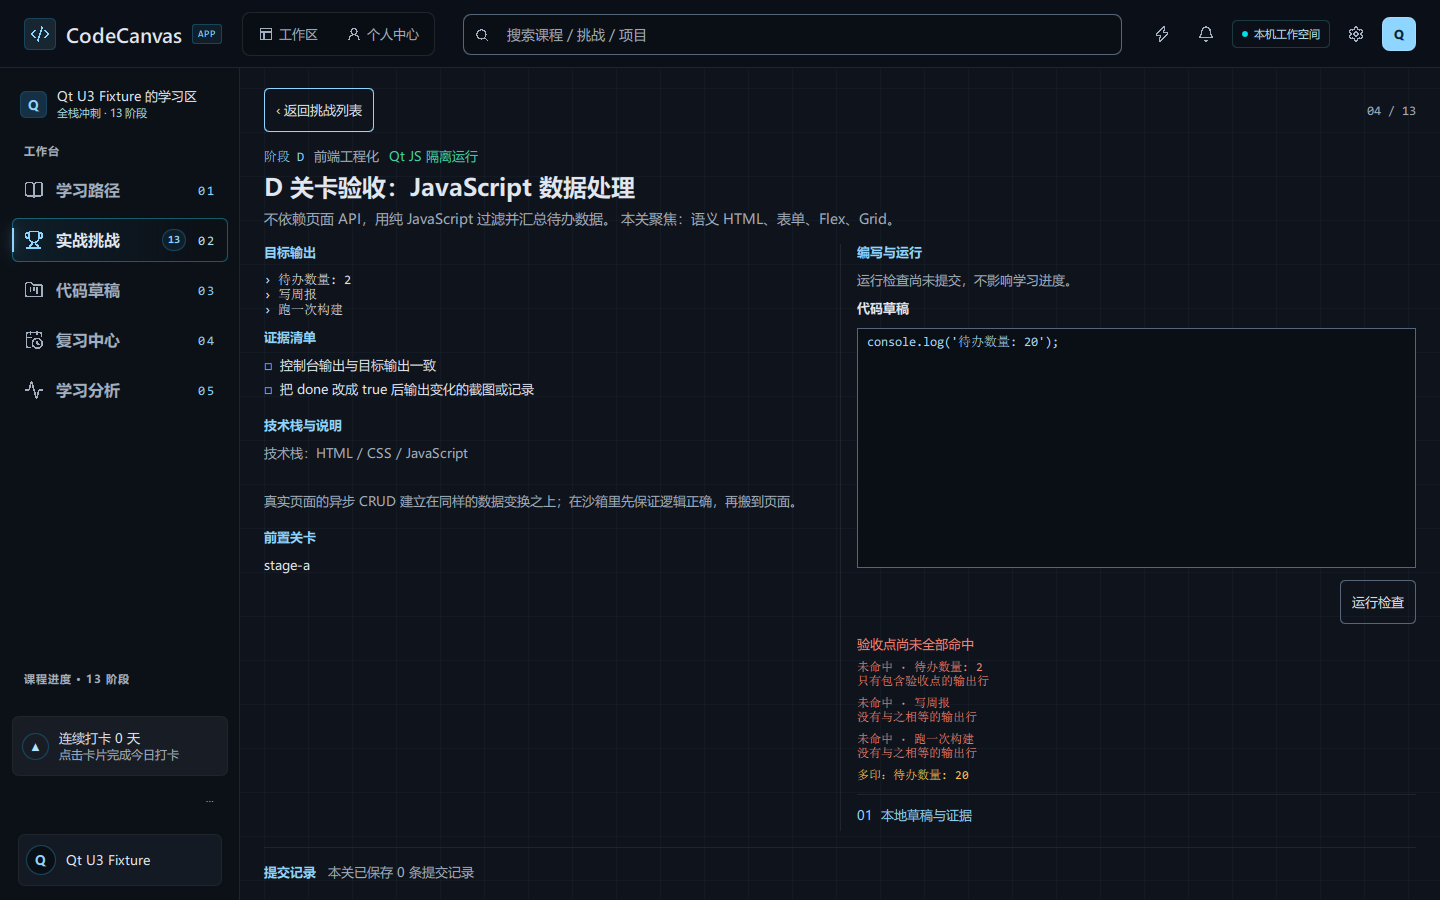 CodeCanvas APP
工作区
个人中心
搜索课程 / 挑战 / 项目
本机工作空间
Q
Q
Qt U3 Fixture 的学习区
全栈冲刺 · 13 阶段
工作台
学习路径 01
实战挑战 13 02
代码草稿 03
复习中心 04
学习分析 05
课程进度 • 13 阶段
连续打卡 0 天
点击卡片完成今日打卡
...
Q Qt U3 Fixture
‹ 返回挑战列表
04 / 13
阶段 D 前端工程化 Qt JS 隔离运行
D 关卡验收：JavaScript 数据处理
不依赖页面 API，用纯 JavaScript 过滤并汇总待办数据。 本关聚焦：语义 HTML、表单、Flex、Grid。
目标输出
› 待办数量: 2
› 写周报
› 跑一次构建
证据清单
控制台输出与目标输出一致
把 done 改成 true 后输出变化的截图或记录
技术栈与说明
技术栈：HTML / CSS / JavaScript
真实页面的异步 CRUD 建立在同样的数据变换之上；在沙箱里先保证逻辑正确，再搬到页面。
前置关卡
stage-a
编写与运行
运行检查尚未提交，不影响学习进度。
代码草稿
console.log('待办数量: 20');
运行检查
验收点尚未全部命中
未命中 · 待办数量: 2
只有包含验收点的输出行
未命中 · 写周报
没有与之相等的输出行
未命中 · 跑一次构建
没有与之相等的输出行
多印: 待办数量: 20
01 本地草稿与证据
提交记录 本关已保存 0 条提交记录